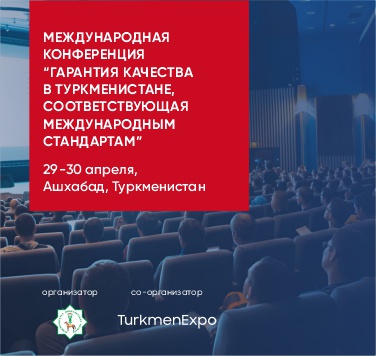 МЕЖДУНАРОДНАЯ
КОНФЕРЕНЦИЯ
“ГАРАНТИЯ КАЧЕСТВА
В ТУРКМЕНИСТАНЕ,
СООТВЕТСТВУЮЩАЯ
МЕЖДУНАРОДНЫМ
СТАНДАРТАМ”
29-30 апреля,
Ашхабад, Туркменистан
организатор
со-организатор
TurkmenExpo